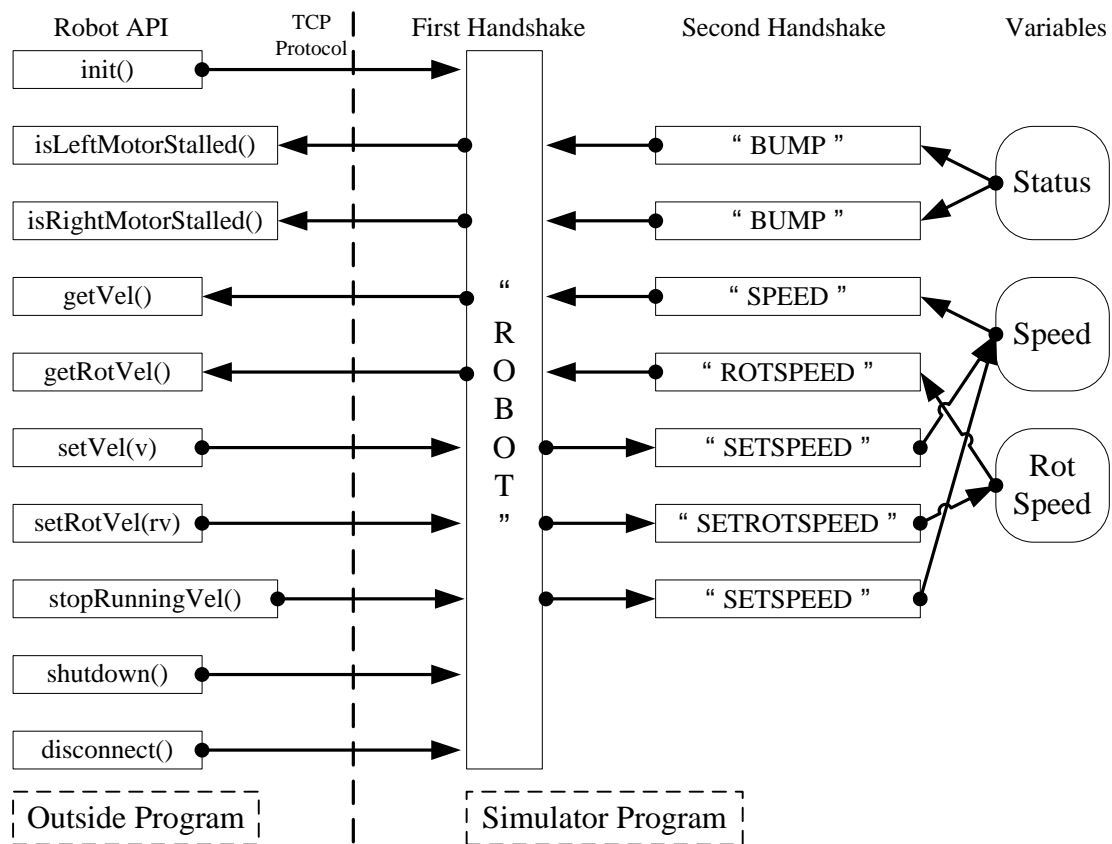 Robot API
TCP
Protocol
First Handshake
Second Handshake
Variables
init()
isLeftMotorStalled()
“ BUMP ”
Status
isRightMotorStalled()
“ BUMP ”
getVel()
“ SPEED ”
Speed
getRotVel()
“ ROTSPEED ”
“ ROBOT ”
setVel(v)
“ SETSPEED ”
Rot
Speed
setRotVel(rv)
“ SETROTSPEED ”
stopRunningVel()
“ SETSPEED ”
shutdown()
disconnect()
Outside Program
Simulator Program